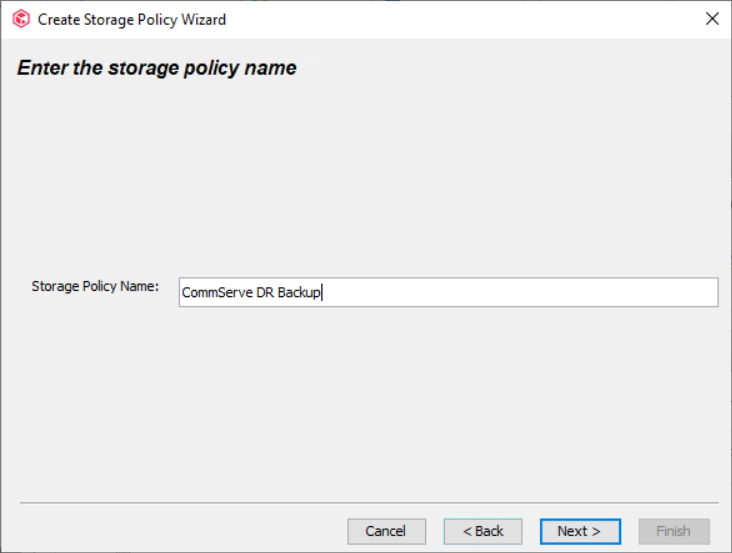 Create Storage Policy Wizard
Enter the storage policy name
Storage Policy Name: CommServe DR Backup
Cancel < Back Next > Finish